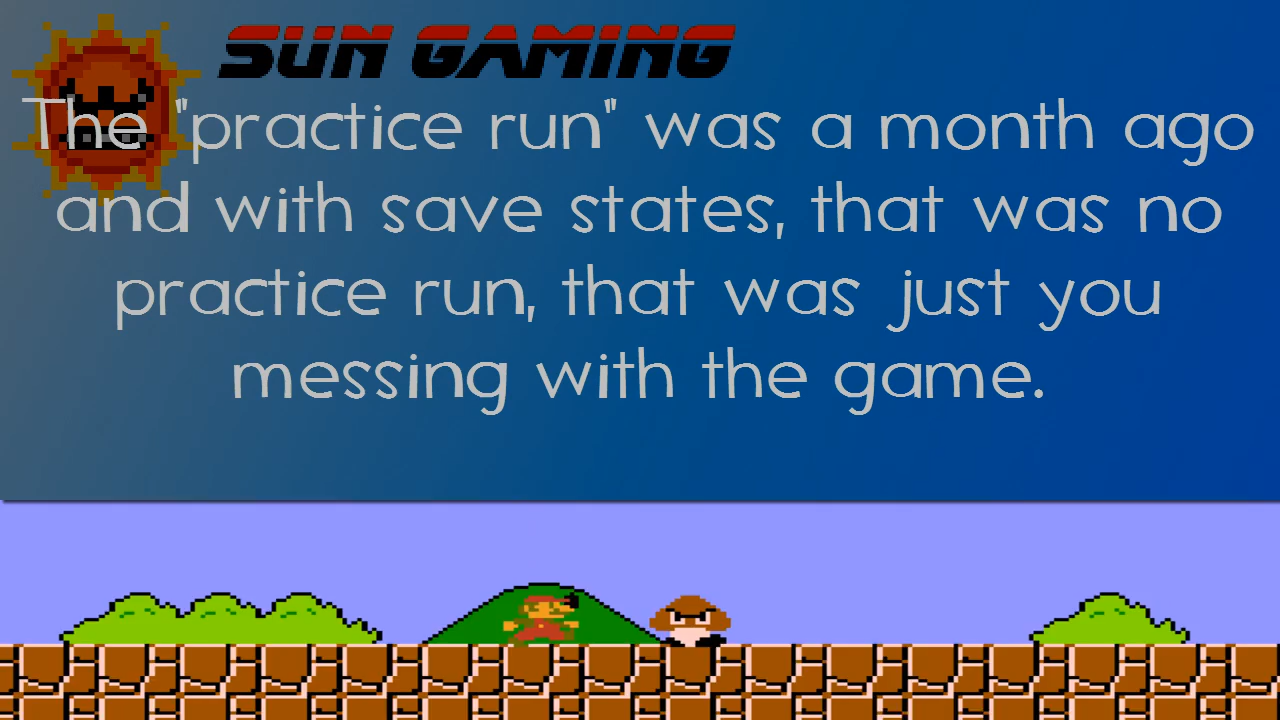 SUN GAMING
The "practice run" was a month ago
and with save states, that was no
practice run, that was just you
messing with the game.